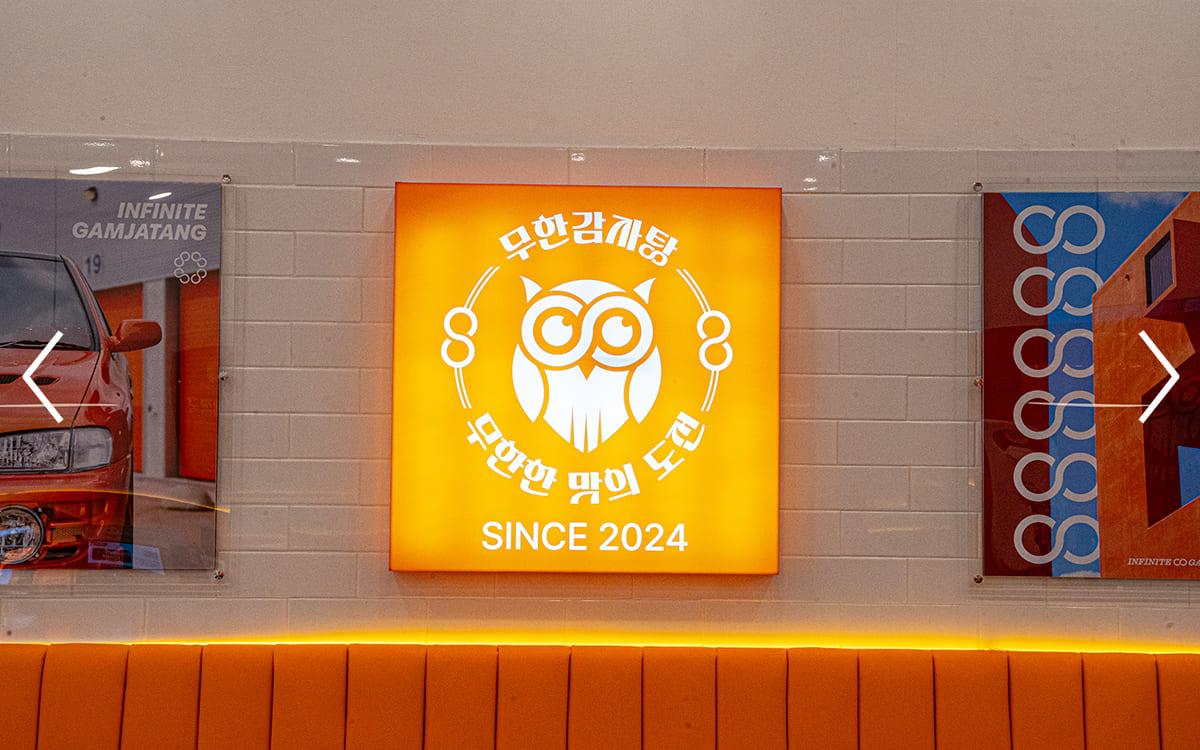 INFINITE
GAMJATANG
19
무한감자탕
무한한 맛의 도전
SINCE 2024
INFINITE GA